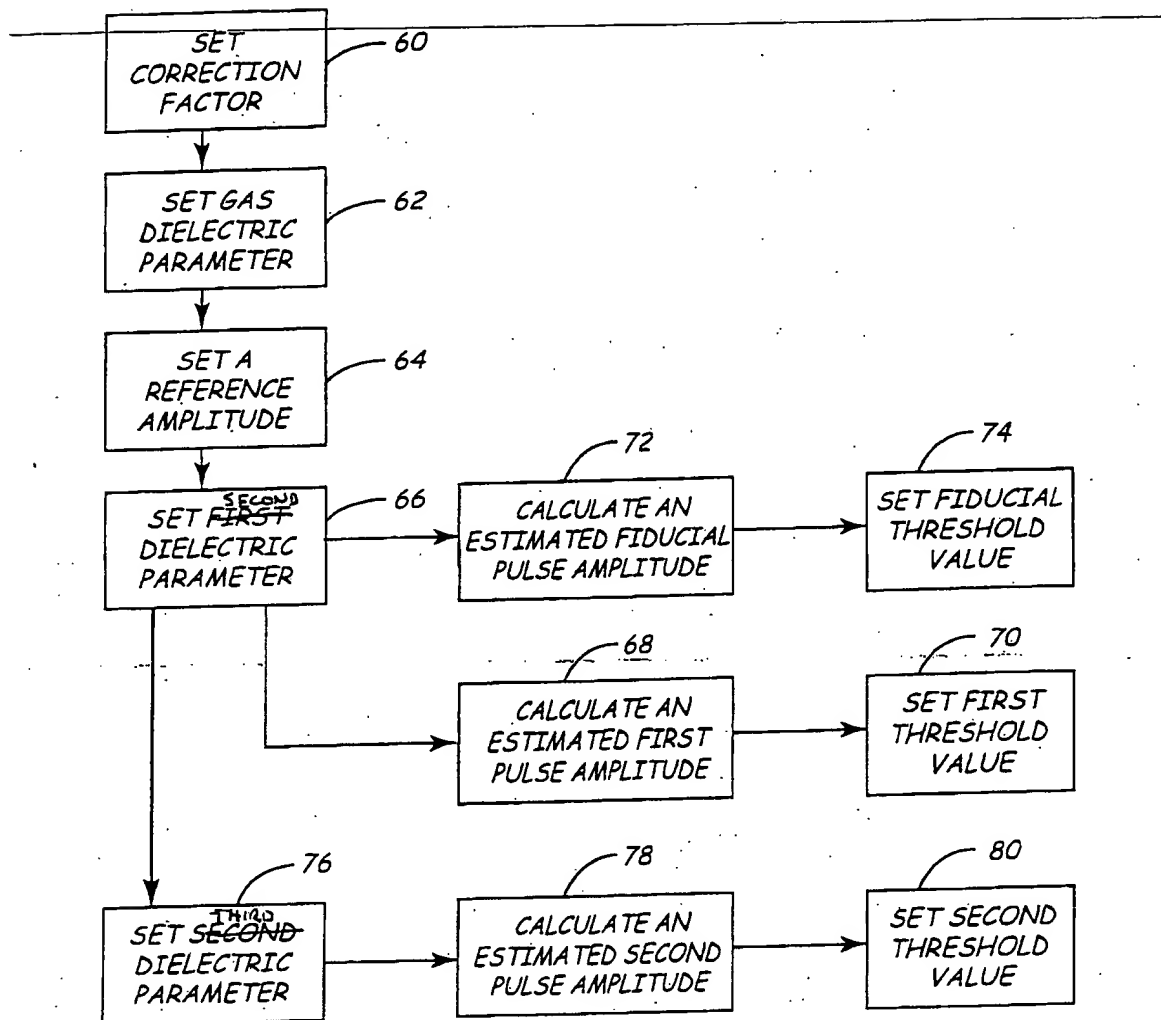 SET
CORRECTION
FACTOR
60
SET GAS
DIELECTRIC
PARAMETER
62
SET A
REFERENCE
AMPLITUDE
64
SECOND
SET FIRST
DIELECTRIC
PARAMETER
66
72
CALCULATE AN
ESTIMATED FIDUCIAL
PULSE AMPLITUDE
74
SET FIDUCIAL
THRESHOLD
VALUE
68
CALCULATE AN
ESTIMATED FIRST
PULSE AMPLITUDE
70
SET FIRST
THRESHOLD
VALUE
76
THIRD
SET SECOND
DIELECTRIC
PARAMETER
78
CALCULATE AN
ESTIMATED SECOND
PULSE AMPLITUDE
80
SET SECOND
THRESHOLD
VALUE